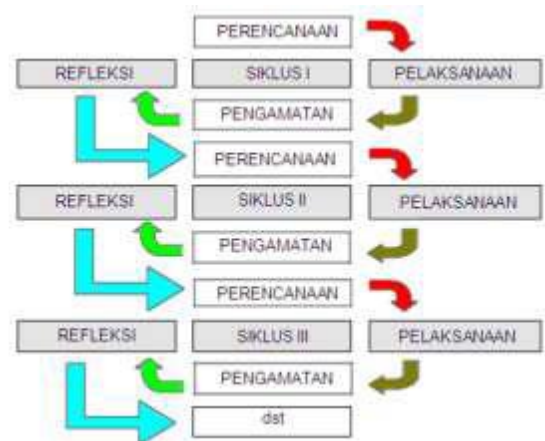 PERENCANAAN
REFLEKSI SIKLUS I PELAKSANAAN
PENGAMATAN
PERENCANAAN
REFLEKSI SIKLUS II PELAKSANAAN
PENGAMATAN
PERENCANAAN
REFLEKSI SIKLUS III PELAKSANAAN
PENGAMATAN
dst